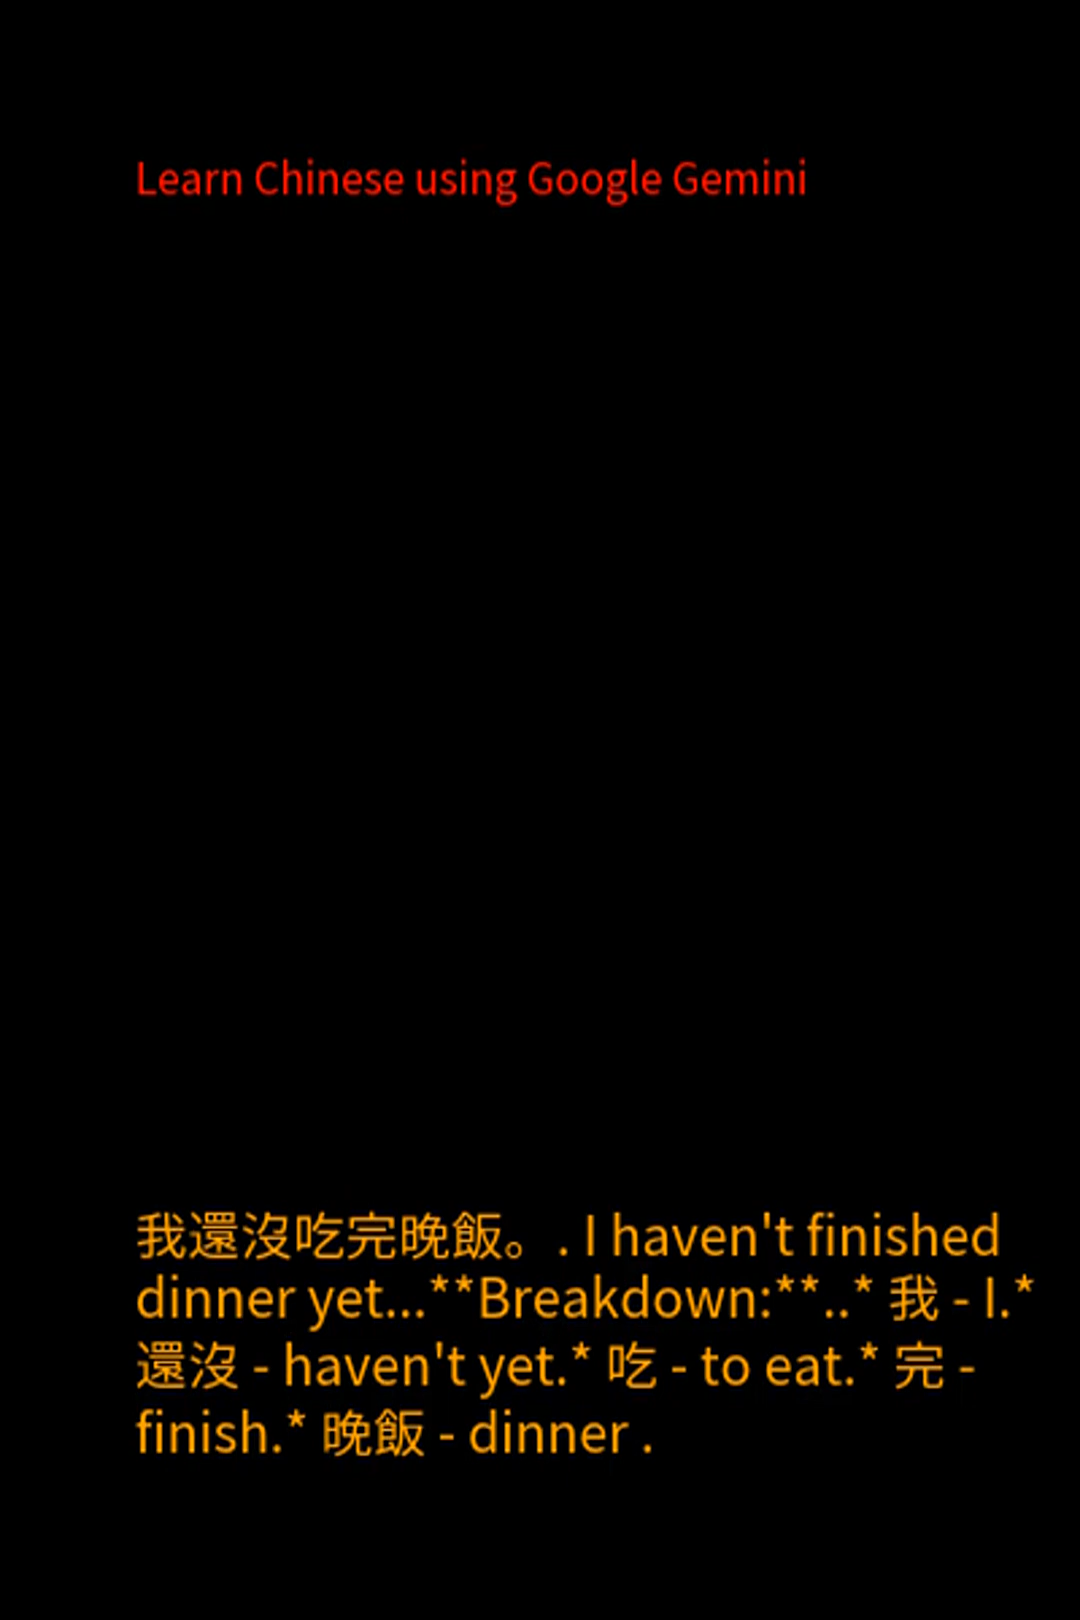 Learn Chinese using Google Gemini
我還沒吃完晚飯。. I haven't finished
dinner yet...**Breakdown:**..* 我 - I.*
還沒 - haven't yet.* 吃 - to eat.* 完 -
finish.* 晚飯 - dinner .